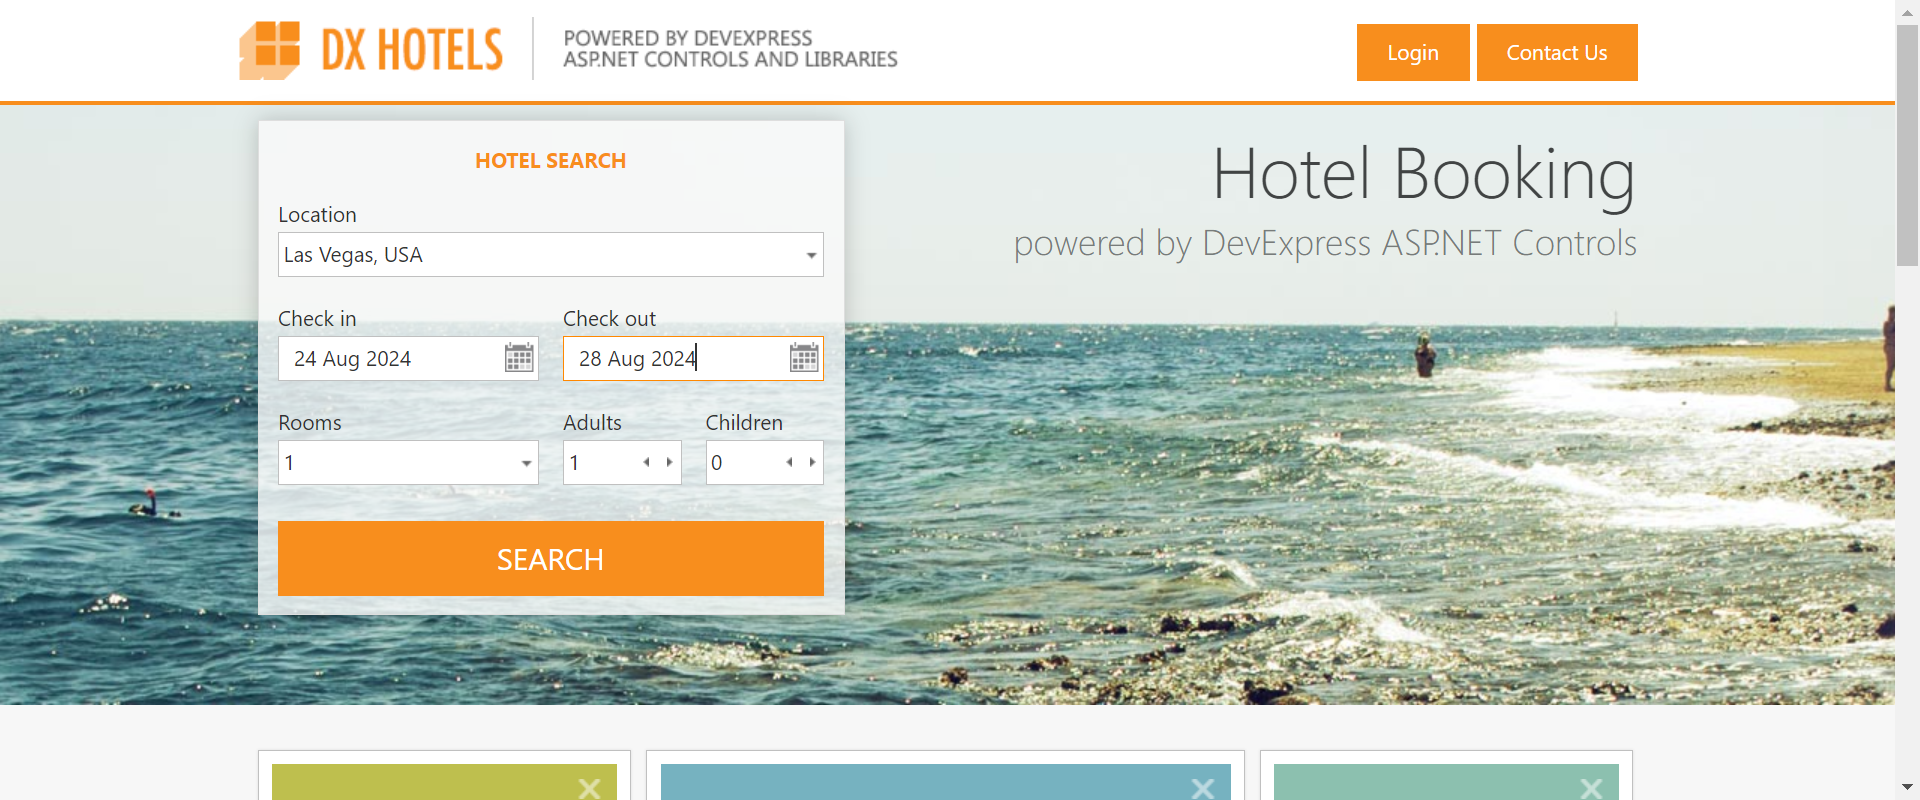 DX HOTELS
POWERED BY DEVEXPRESS
ASP.NET CONTROLS AND LIBRARIES
Login
Contact Us
HOTEL SEARCH
Location
Las Vegas, USA
Check in
Check out
24 Aug 2024
28 Aug 2024
Rooms
Adults
Children
1
1
0
SEARCH
Hotel Booking
powered by DevExpress ASP.NET Controls